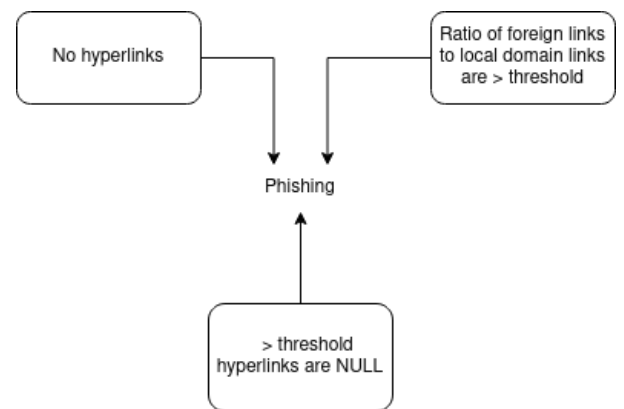 No hyperlinks
Ratio of foreign links
to local domain links
are > threshold
Phishing
> threshold
hyperlinks are NULL